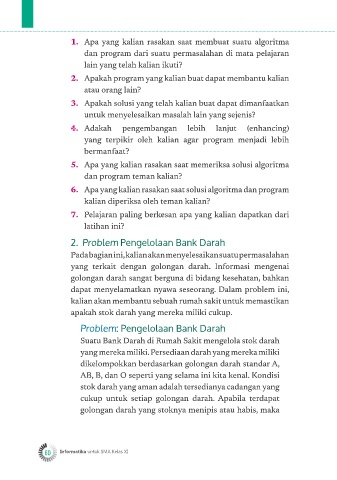 1. Apa yang kalian rasakan saat membuat suatu algoritma
dan program dari suatu permasalahan di mata pelajaran
lain yang telah kalian ikuti?
2. Apakah program yang kalian buat dapat membantu kalian
atau orang lain?
3. Apakah solusi yang telah kalian buat dapat dimanfaatkan
untuk menyelesaikan masalah lain yang sejenis?
4. Adakah pengembangan lebih lanjut (enhancing)
yang terpikir oleh kalian agar program menjadi lebih
bermanfaat?
5. Apa yang kalian rasakan saat memeriksa solusi algoritma
dan program teman kalian?
6. Apa yang kalian rasakan saat solusi algoritma dan program
kalian diperiksa oleh teman kalian?
7. Pelajaran paling berkesan apa yang kalian dapatkan dari
latihan ini?
2. Problem Pengelolaan Bank Darah
Pada bagian ini, kalian akan menyelesaikan suatu permasalahan
yang terkait dengan golongan darah. Informasi mengenai
golongan darah sangat berguna di bidang kesehatan, bahkan
dapat menyelamatkan nyawa seseorang. Dalam problem ini,
kalian akan membantu sebuah rumah sakit untuk memastikan
apakah stok darah yang mereka miliki cukup.
Problem: Pengelolaan Bank Darah
Suatu Bank Darah di Rumah Sakit mengelola stok darah
yang mereka miliki. Persediaan darah yang mereka miliki
dikelompokkan berdasarkan golongan darah standar A,
AB, B, dan O seperti yang selama ini kita kenal. Kondisi
stok darah yang aman adalah tersedianya cadangan yang
cukup untuk setiap golongan darah. Apabila terdapat
golongan darah yang stoknya menipis atau habis, maka
60 Informatika untuk SMA Kelas XI